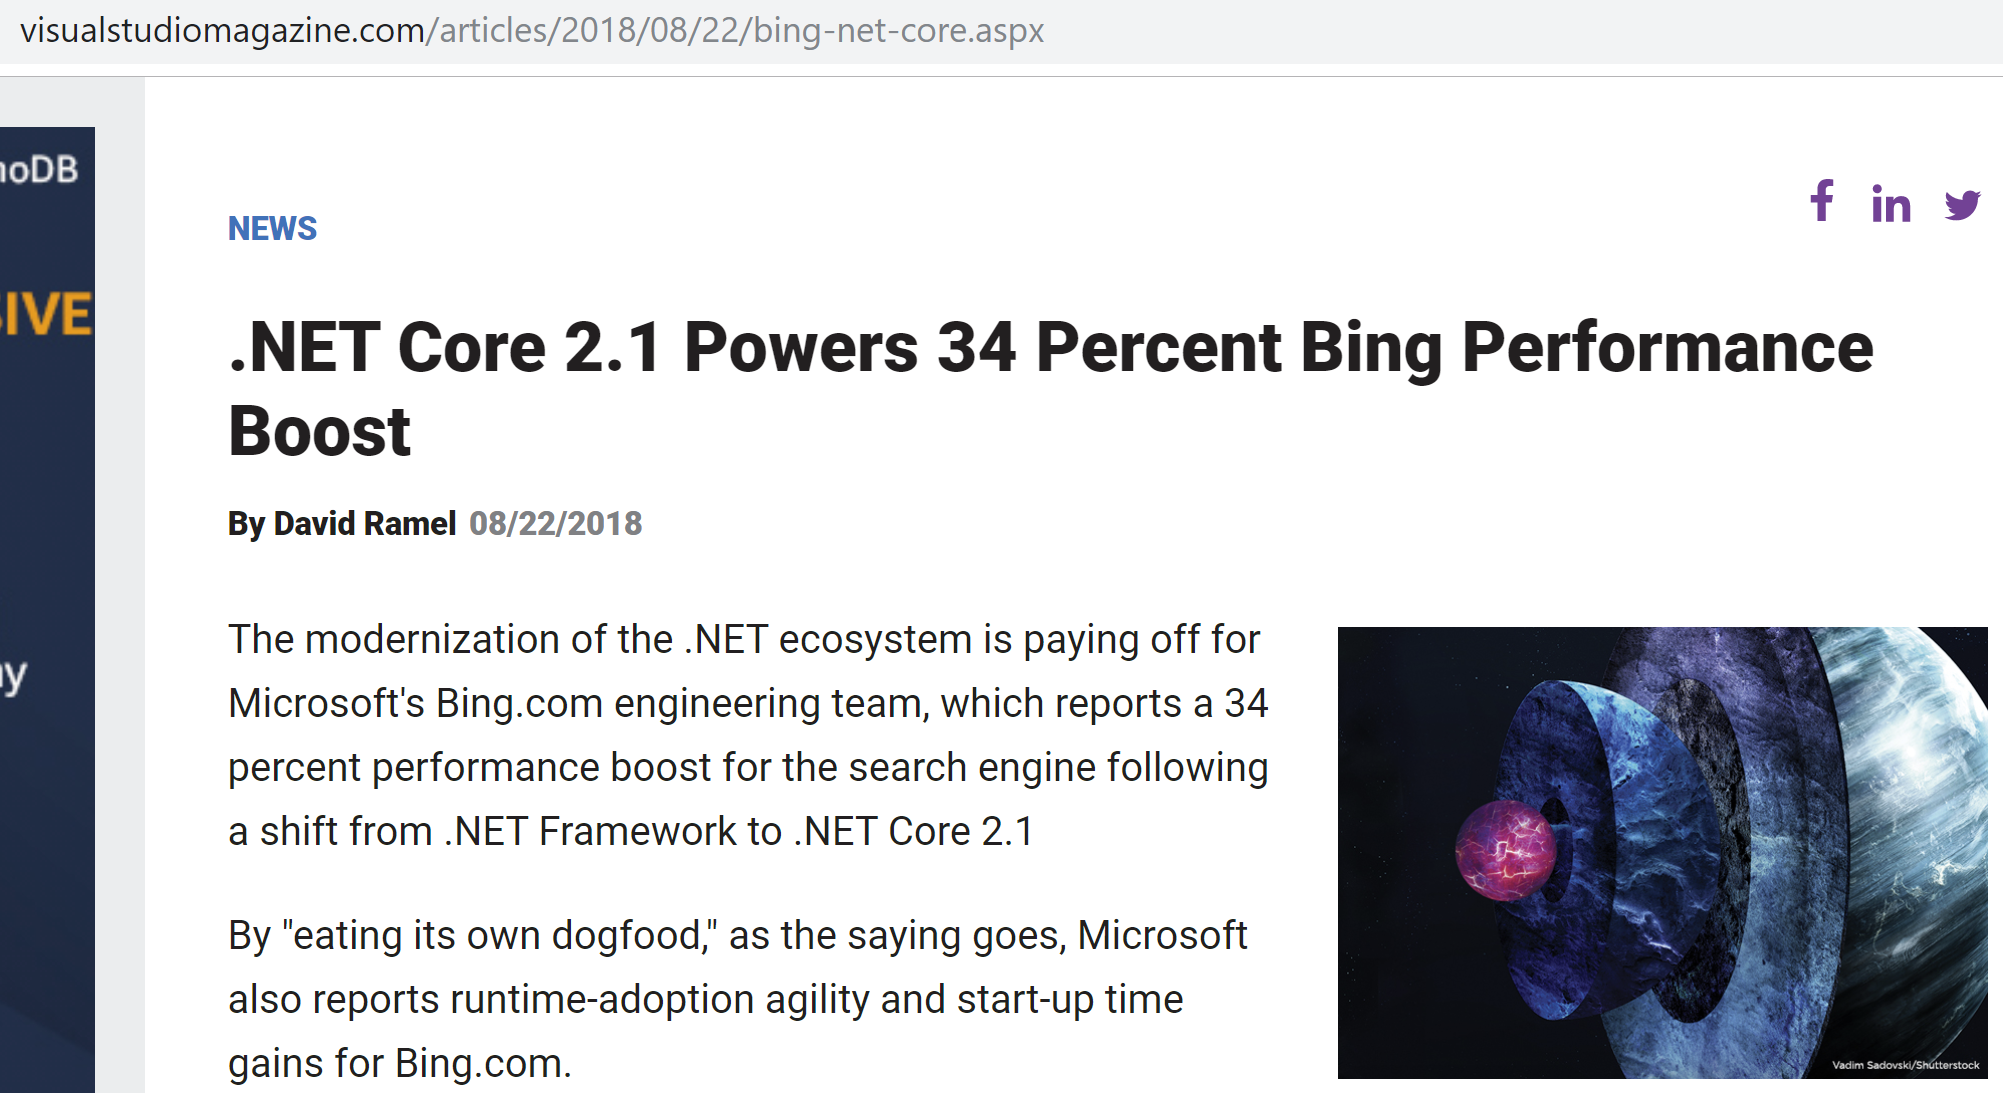 visualstudiomagazine.com/articles/2018/08/22/bing-net-core.aspx
noDB
SIVE
NEWS
.NET Core 2.1 Powers 34 Percent Bing Performance
Boost
By David Ramel 08/22/2018
The modernization of the .NET ecosystem is paying off for
Microsoft's Bing.com engineering team, which reports a 34
percent performance boost for the search engine following
a shift from .NET Framework to .NET Core 2.1
By "eating its own dogfood," as the saying goes, Microsoft
also reports runtime-adoption agility and start-up time
gains for Bing.com.
Vadim Sadovski/Shutterstock